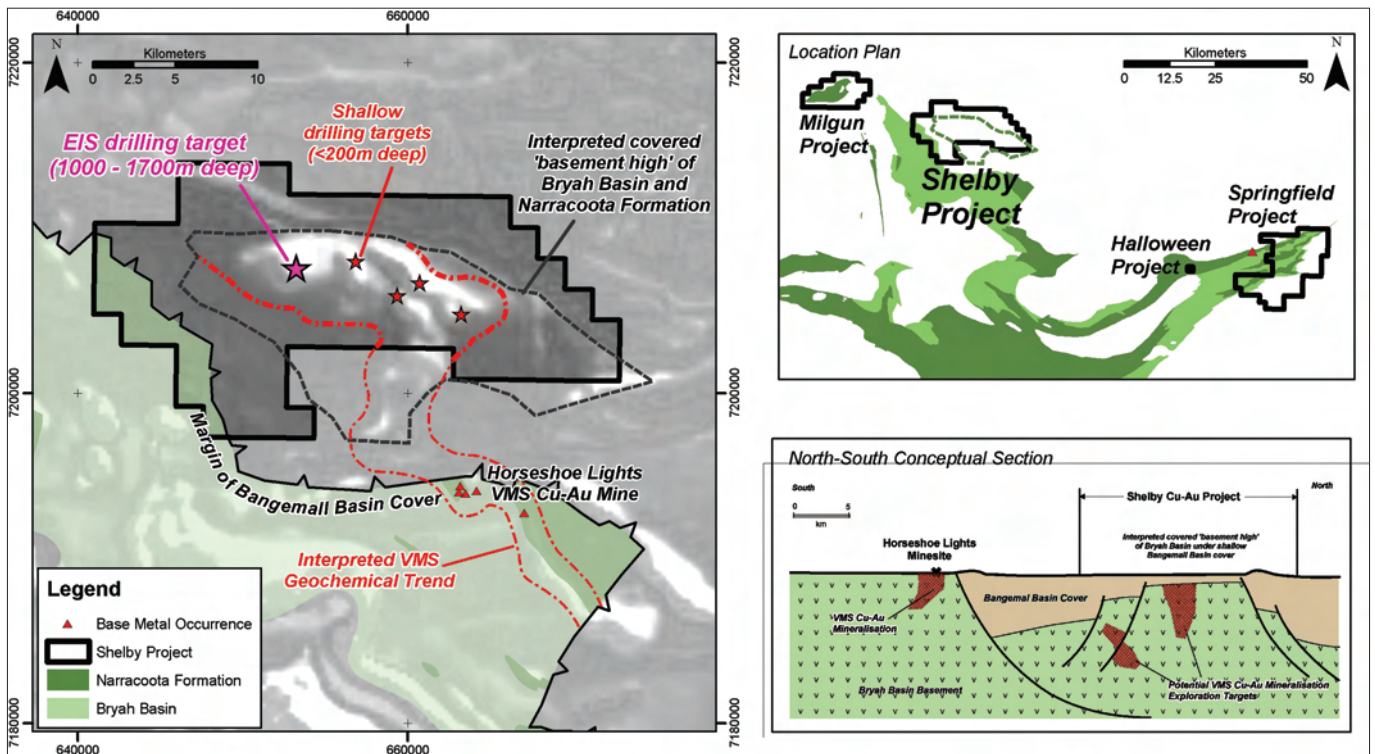 640000
660000
7220000
7200000
7180000
7220000
7200000
7180000
N
Kilometers
0 2.5 5 10
EIS drilling target
(1000 - 1700m deep)
Shallow
drilling targets
(<200m deep)
Interpreted covered
'basement high' of
Bryah Basin and
Narracoota Formation
Margin of Bangemall Basin Cover
Horseshoe Lights
VMS Cu-Au Mine
Interpreted VMS
Geochemical Trend
Legend
Base Metal Occurrence
Shelby Project
Narracoota Formation
Bryah Basin
640000
660000
Location Plan
Kilometers
0 12.5 25 50
N
Milgun
Project
Shelby
Project
Springfield
Project
Halloween
Project
North-South Conceptual Section
South
North
0 5
km
Shelby Cu-Au Project
Horseshoe Lights
Minesite
Interpreted covered 'basement high'
of Bryah Basin under shallow
Bangemall Basin cover
Bangemal Basin Cover
VMS Cu-Au
Mineralisation
Bryah Basin Basement
Potential VMS Cu-Au Mineralisation
Exploration Targets